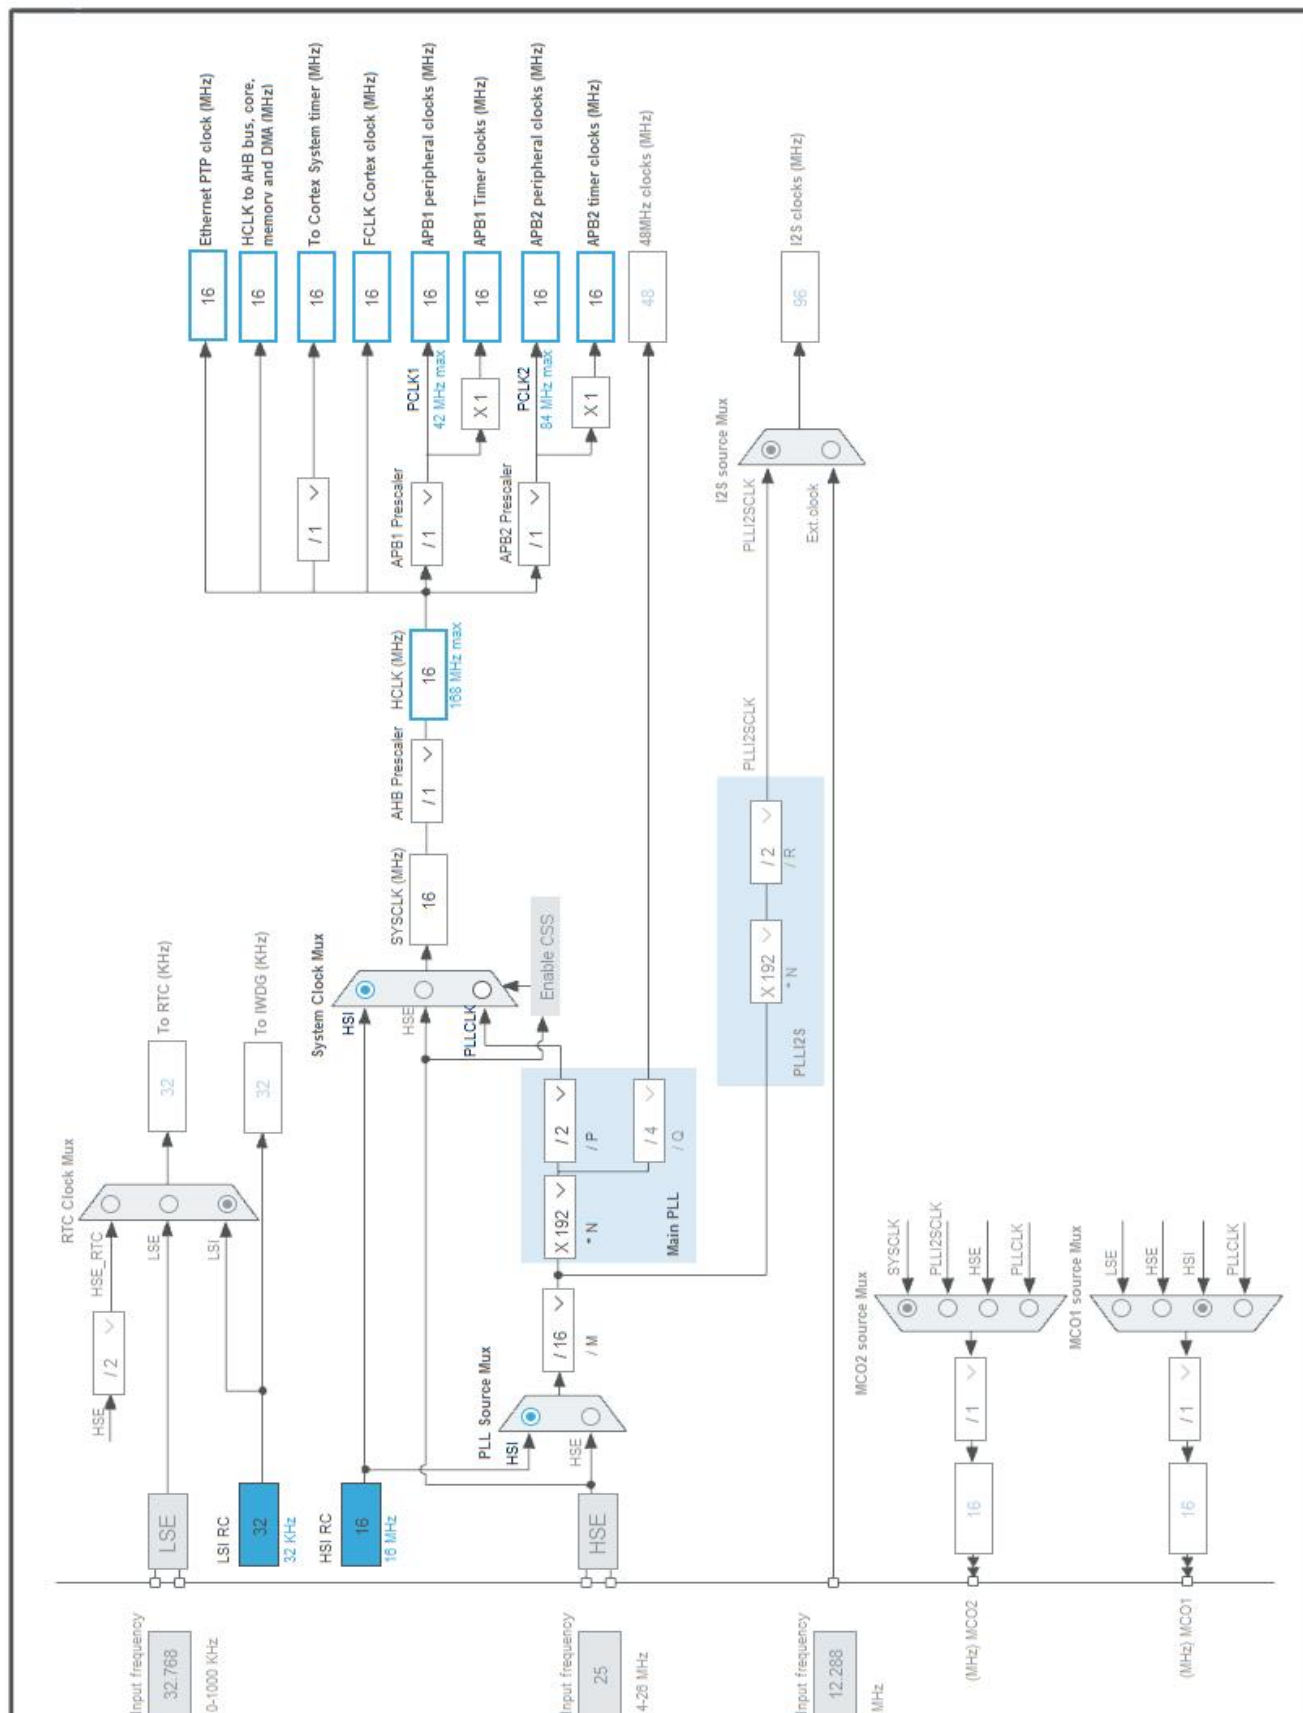 Input frequency
32.768
0-1000 KHz
LSE
HSE
/ 2
HSE_RTC
LSE
LSI
RTC Clock Mux
32
To RTC (KHz)
LSI RC
32
32 KHz
32
To IWDG (KHz)
HSI RC
16
16 MHz
System Clock Mux
HSI
HSE
PLLCLK
Enable CSS
SYSCLK (MHz)
16
AHB Prescaler
/ 1
HCLK (MHz)
16
168 MHz max
16
Ethernet PTP clock (MHz)
16
HCLK to AHB bus, core,
memory and DMA (MHz)
/ 1
16
To Cortex System timer (MHz)
16
FCLK Cortex clock (MHz)
APB1 Prescaler
/ 1
PCLK1
42 MHz max
16
APB1 peripheral clocks (MHz)
X 1
16
APB1 Timer clocks (MHz)
APB2 Prescaler
/ 1
PCLK2
84 MHz max
16
APB2 peripheral clocks (MHz)
X 1
16
APB2 timer clocks (MHz)
48
48MHz clocks (MHz)
Input frequency
25
4-26 MHz
HSE
PLL Source Mux
HSI
HSE
/ 16
/ M
X 192
* N
/ 2
/ P
/ 4
/ Q
Main PLL
PLLI2S
X 192
* N
/ 2
/ R
PLLI2SCLK
PLLI2SCLK
Ext.clock
I2S source Mux
96
I2S clocks (MHz)
Input frequency
12.288
MHz
MCO2 source Mux
SYSCLK
PLLI2SCLK
HSE
PLLCLK
/ 1
16
(MHz) MCO2
MCO1 source Mux
LSE
HSE
HSI
PLLCLK
/ 1
16
(MHz) MCO1